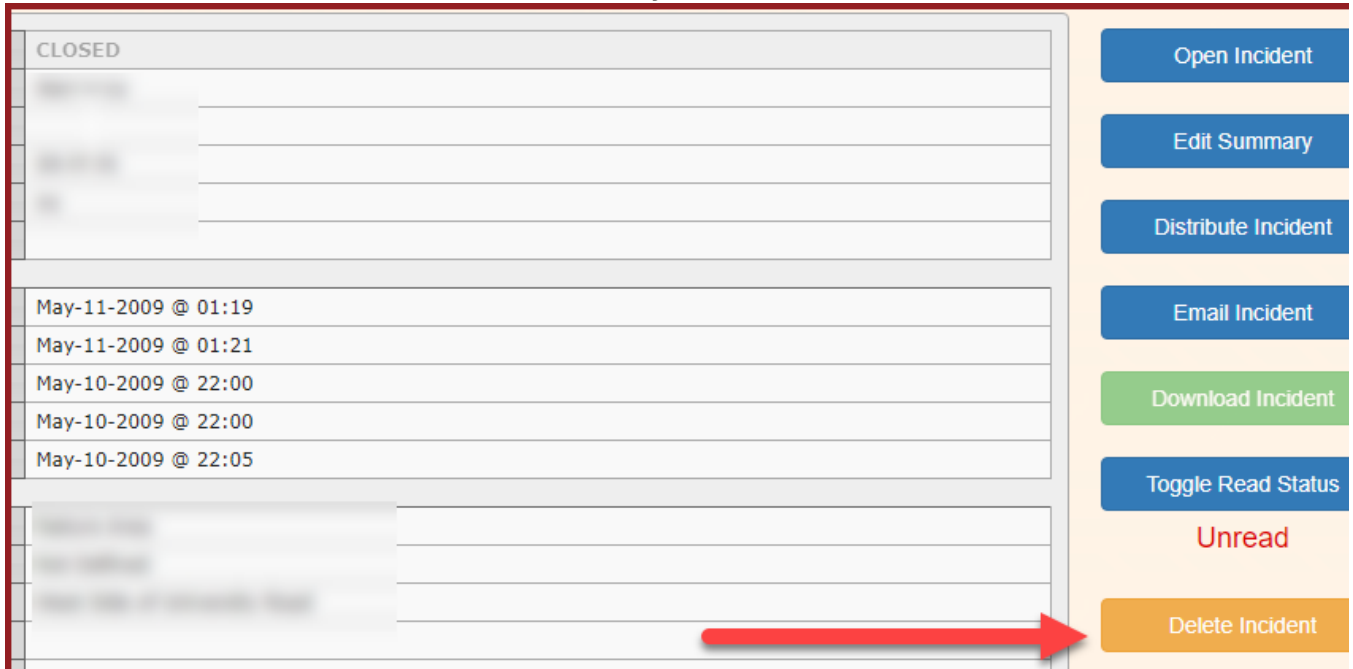 CLOSED
May-11-2009 @ 01:19
May-11-2009 @ 01:21
May-10-2009 @ 22:00
May-10-2009 @ 22:00
May-10-2009 @ 22:05
Open Incident
Edit Summary
Distribute Incident
Email Incident
Download Incident
Toggle Read Status
Unread
Delete Incident